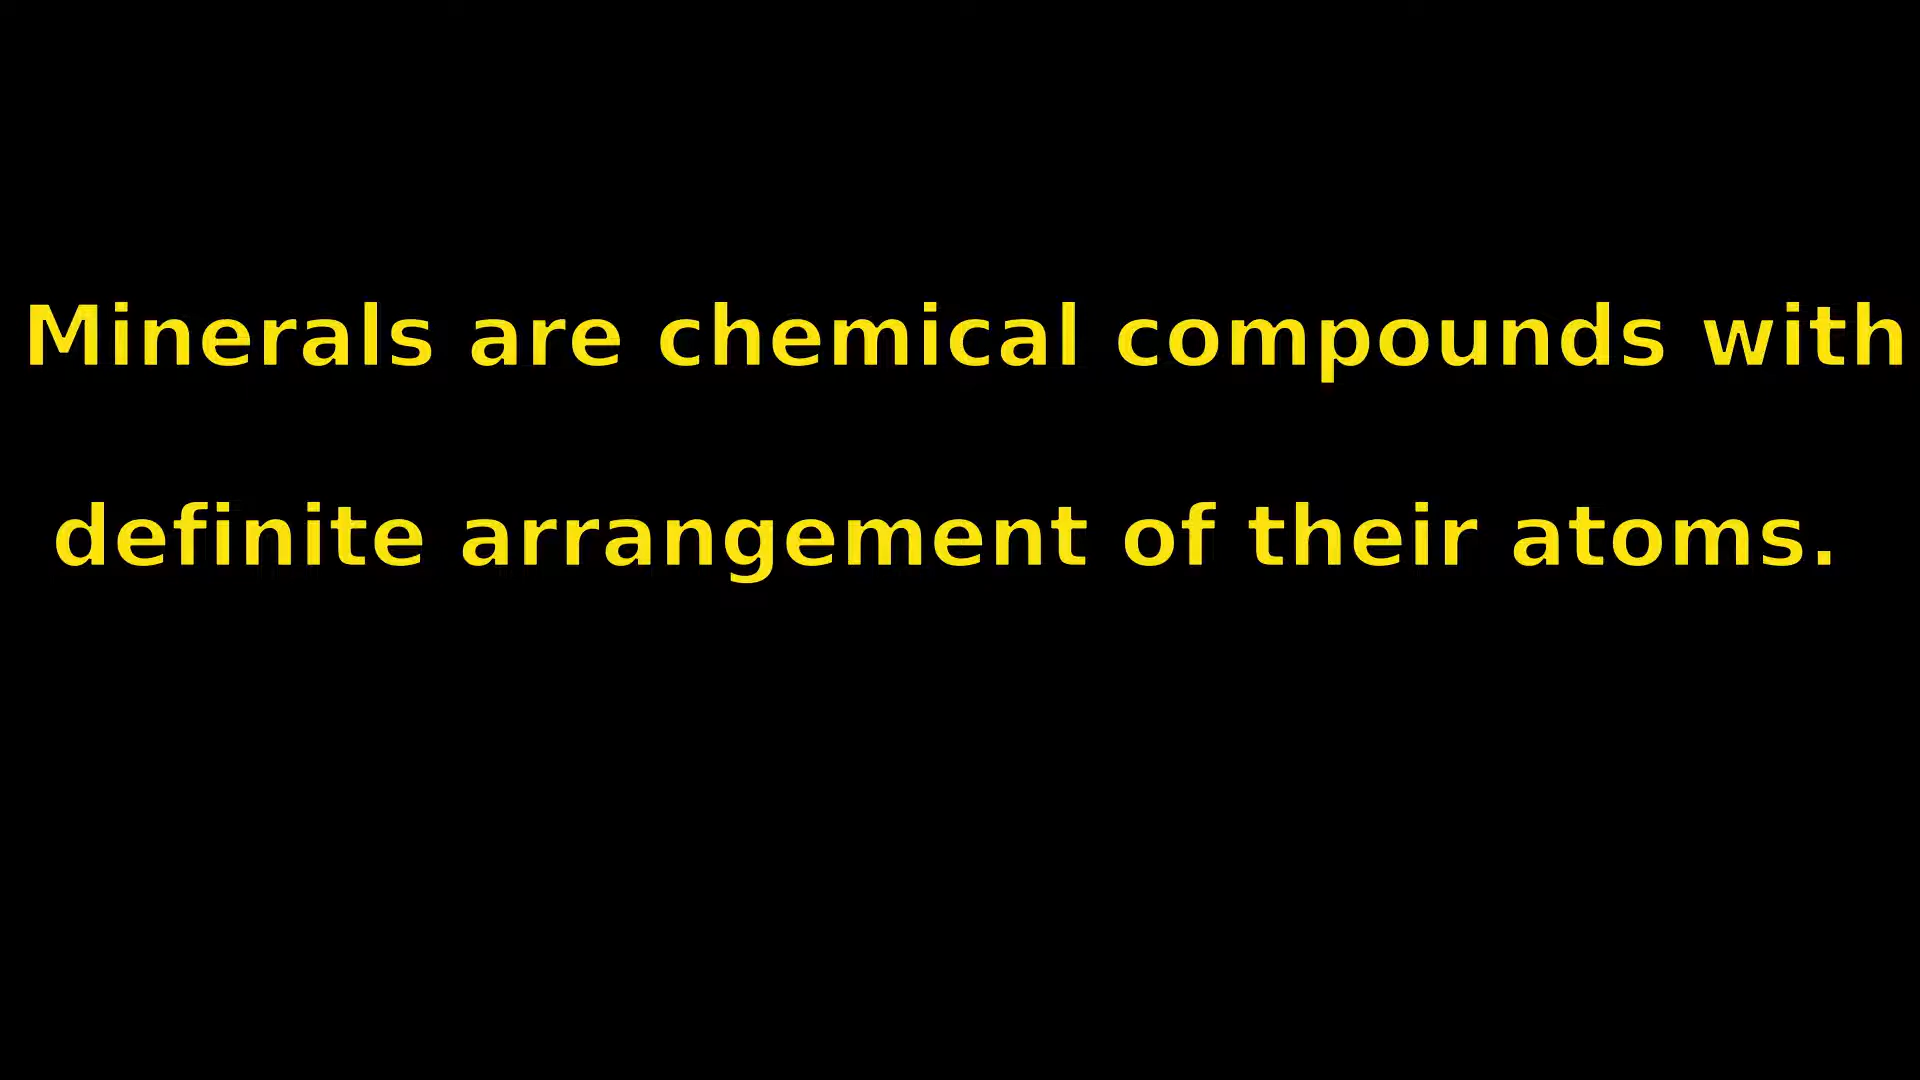 Minerals are chemical compounds with
definite arrangement of their atoms.